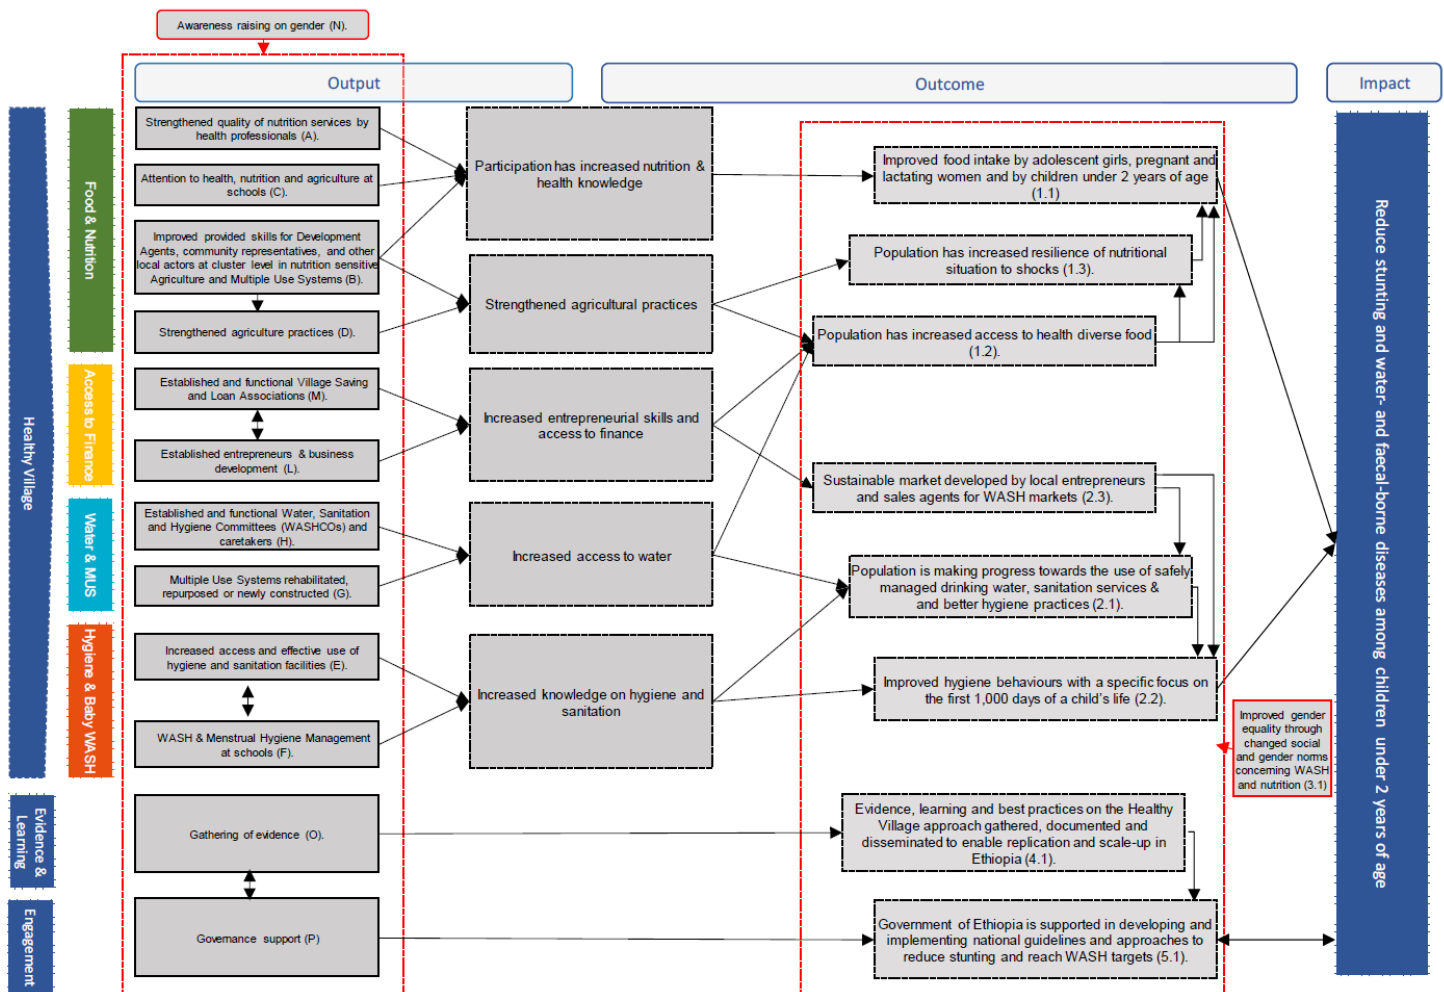 Awareness raising on gender (N).
Output
Outcome
Impact
Healthy Village
Food & Nutrition
Strengthened quality of nutrition services by
health professionals (A).
Attention to health, nutrition and agriculture at
schools (C).
Improved provided skills for Development
Agents, community representatives, and other
local actors at cluster level in nutrition sensitive
Agriculture and Multiple Use Systems (B).
Strengthened agriculture practices (D).
Access to Finance
Established and functional Village Saving
and Loan Associations (M).
Established entrepreneurs & business
development (L).
Water & MUS
Established and functional Water, Sanitation
and Hygiene Committees (WASHCOs) and
caretakers (H).
Multiple Use Systems rehabilitated,
repurposed or newly constructed (G).
Hygiene & Baby WASH
Increased access and effective use of
hygiene and sanitation facilities (E).
WASH & Menstrual Hygiene Management
at schools (F).
Evidence &
Learning
Gathering of evidence (O).
Engagement
Governance support (P)
Participation has increased nutrition &
health knowledge
Strengthened agricultural practices
Increased entrepreneurial skills and
access to finance
Increased access to water
Increased knowledge on hygiene and
sanitation
Improved food intake by adolescent girls, pregnant and
lactating women and by children under 2 years of age
(1.1)
Population has increased resilience of nutritional
situation to shocks (1.3).
Population has increased access to health diverse food
(1.2).
Sustainable market developed by local entrepreneurs
and sales agents for WASH markets (2.3).
Population is making progress towards the use of safely
managed drinking water, sanitation services &
and better hygiene practices (2.1).
Improved hygiene behaviours with a specific focus on
the first 1,000 days of a child's life (2.2).
Improved gender
equality through
changed social
and gender norms
concerning WASH
and nutrition (3.1)
Evidence, learning and best practices on the Healthy
Village approach gathered, documented and
disseminated to enable replication and scale-up in
Ethiopia (4.1).
Government of Ethiopia is supported in developing and
implementing national guidelines and approaches to
reduce stunting and reach WASH targets (5.1).
Reduce stunting and water- and faecal-borne diseases among children under 2 years of age